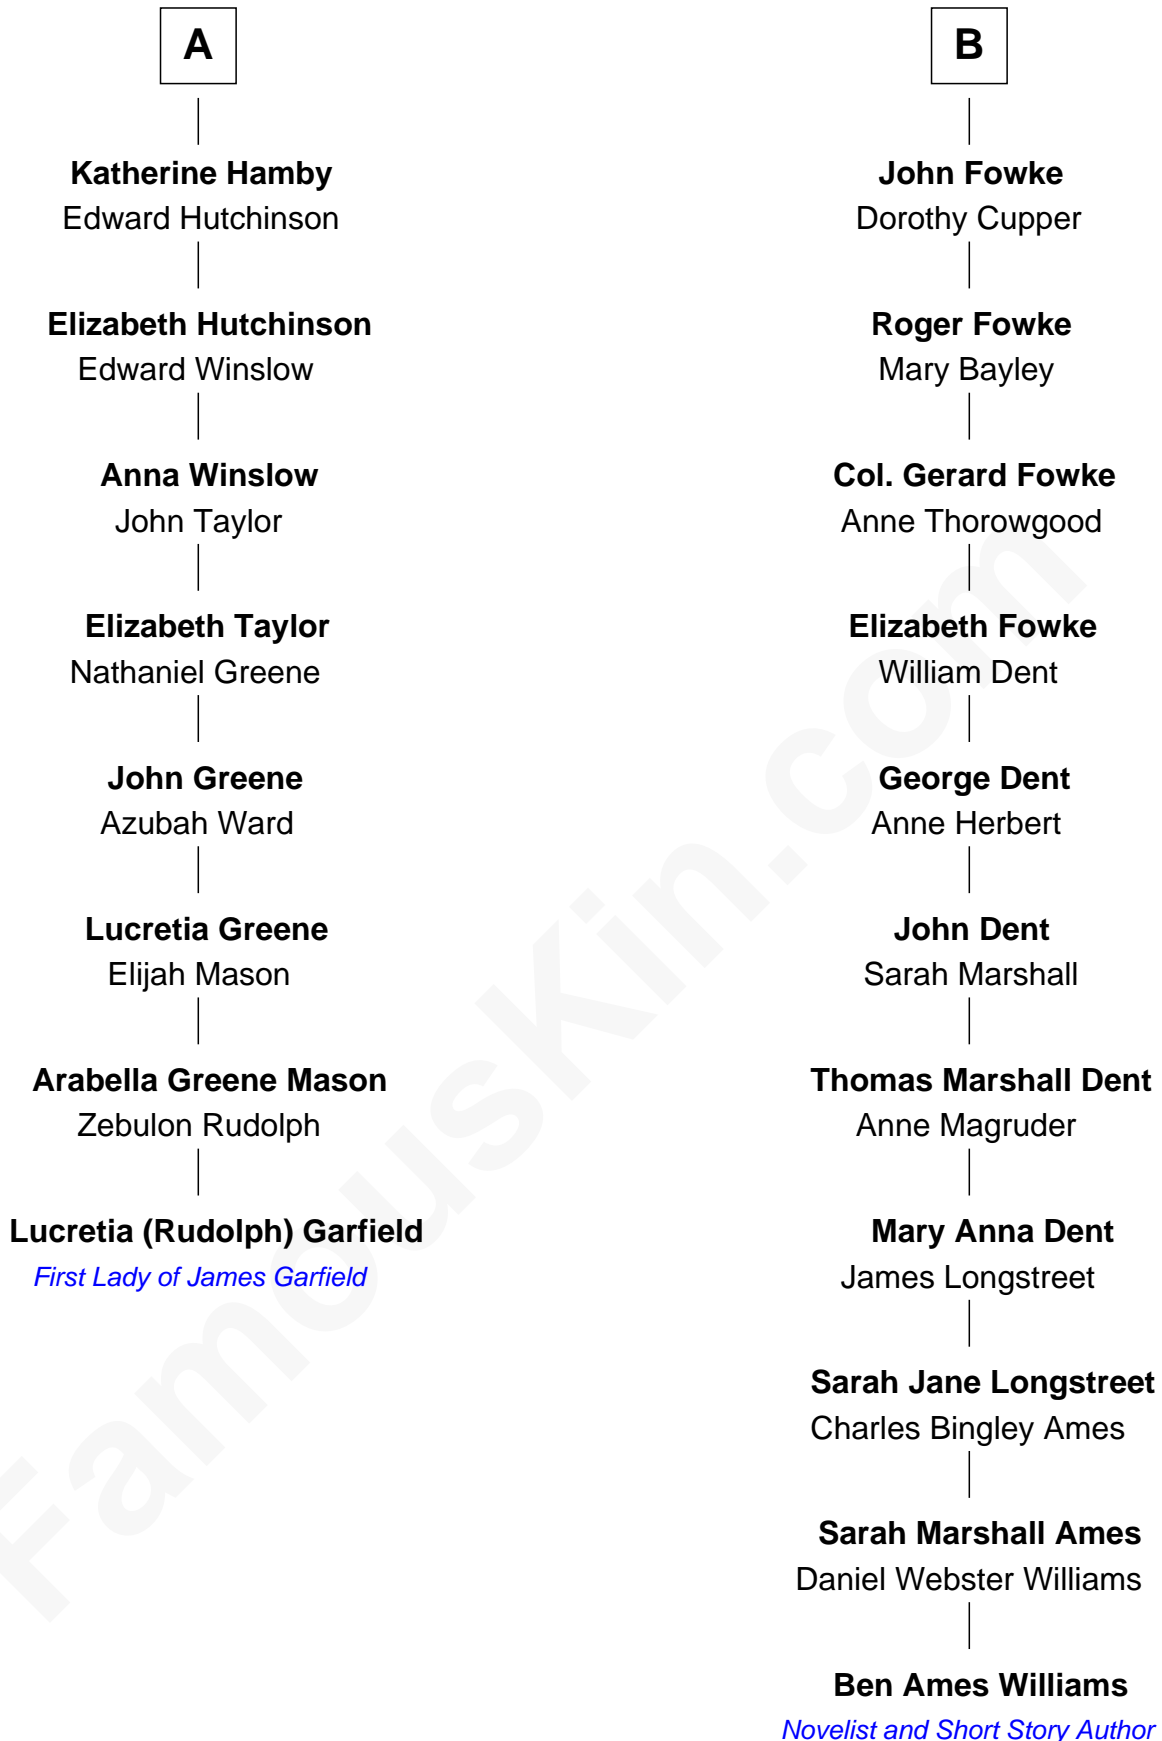 A
Katherine Hamby
Edward Hutchinson
Elizabeth Hutchinson
Edward Winslow
Anna Winslow
John Taylor
Elizabeth Taylor
Nathaniel Greene
John Greene
Azubah Ward
Lucretia Greene
Elijah Mason
Arabella Greene Mason
Zebulon Rudolph
Lucretia (Rudolph) Garfield
First Lady of James Garfield
B
John Fowke
Dorothy Cupper
Roger Fowke
Mary Bayley
Col. Gerard Fowke
Anne Thorowgood
Elizabeth Fowke
William Dent
George Dent
Anne Herbert
John Dent
Sarah Marshall
Thomas Marshall Dent
Anne Magruder
Mary Anna Dent
James Longstreet
Sarah Jane Longstreet
Charles Bingley Ames
Sarah Marshall Ames
Daniel Webster Williams
Ben Ames Williams
Novelist and Short Story Author
FamousKin.com